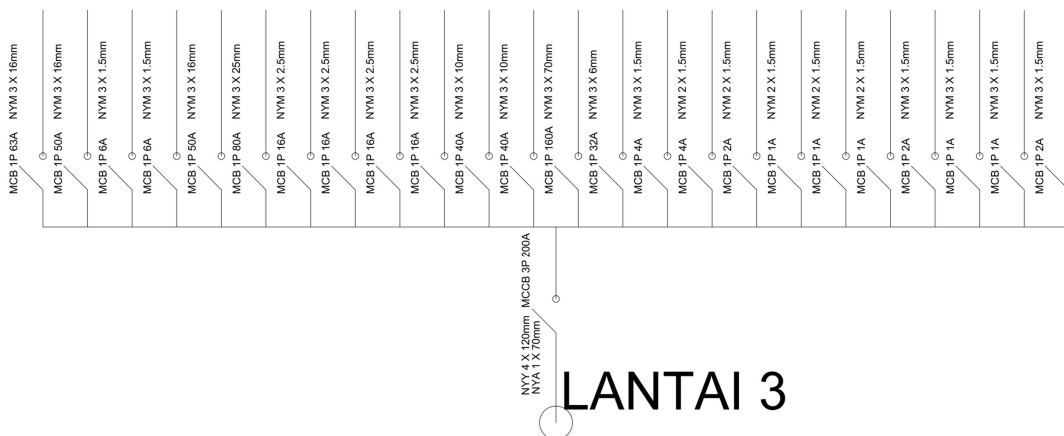 MCB 1P 63A NYM 3 X 16mm
MCB 1P 50A NYM 3 X 16mm
MCB 1P 6A NYM 3 X 1.5mm
MCB 1P 6A NYM 3 X 1.5mm
MCB 1P 50A NYM 3 X 16mm
MCB 1P 80A NYM 3 X 25mm
MCB 1P 16A NYM 3 X 2.5mm
MCB 1P 16A NYM 3 X 2.5mm
MCB 1P 16A NYM 3 X 2.5mm
MCB 1P 16A NYM 3 X 2.5mm
MCB 1P 40A NYM 3 X 10mm
MCB 1P 40A NYM 3 X 10mm
MCB 1P 160A NYM 3 X 70mm
MCB 1P 32A NYM 3 X 6mm
MCB 1P 4A NYM 3 X 1.5mm
MCB 1P 4A NYM 2 X 1.5mm
MCB 1P 2A NYM 2 X 1.5mm
MCB 1P 1A NYM 2 X 1.5mm
MCB 1P 1A NYM 2 X 1.5mm
MCB 1P 1A NYM 2 X 1.5mm
MCB 1P 2A NYM 3 X 1.5mm
MCB 1P 1A NYM 3 X 1.5mm
MCB 1P 1A NYM 3 X 1.5mm
MCB 1P 2A NYM 3 X 1.5mm
NYY 4 X 120mm MCCB 3P 200A
NYA 1 X 70mm
LANTAI 3